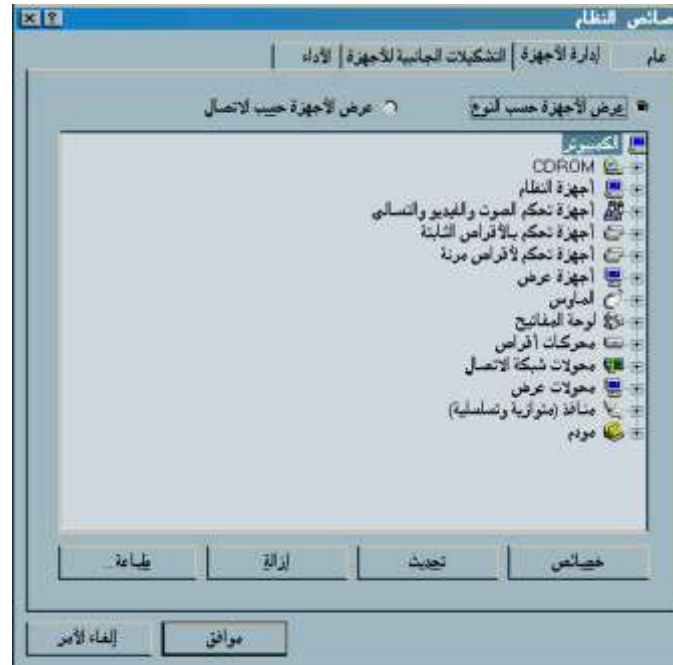 صائص النظام
عام إدارة الأجهزة التشكيلات الجانبية للأجهزة الأداء
عرض الأجهزة حسب النوع عرض الأجهزة حسب الاتصال
الكمبيوتر
CDROM
أجهزة النظام
أجهزة تحكم الصوت والفيديو والتسالي
أجهزة تحكم بالأقراص الثابتة
أجهزة تحكم لأقراص مرنة
أجهزة عرض
الماوس
لوحة المفاتيح
محركات أقراص
محولات شبكة الاتصال
محولات عرض
منافذ (متوازية وتسلسلية)
مودم
خصائص تحديث إزالة طباعة...
موافق إلغاء الأمر